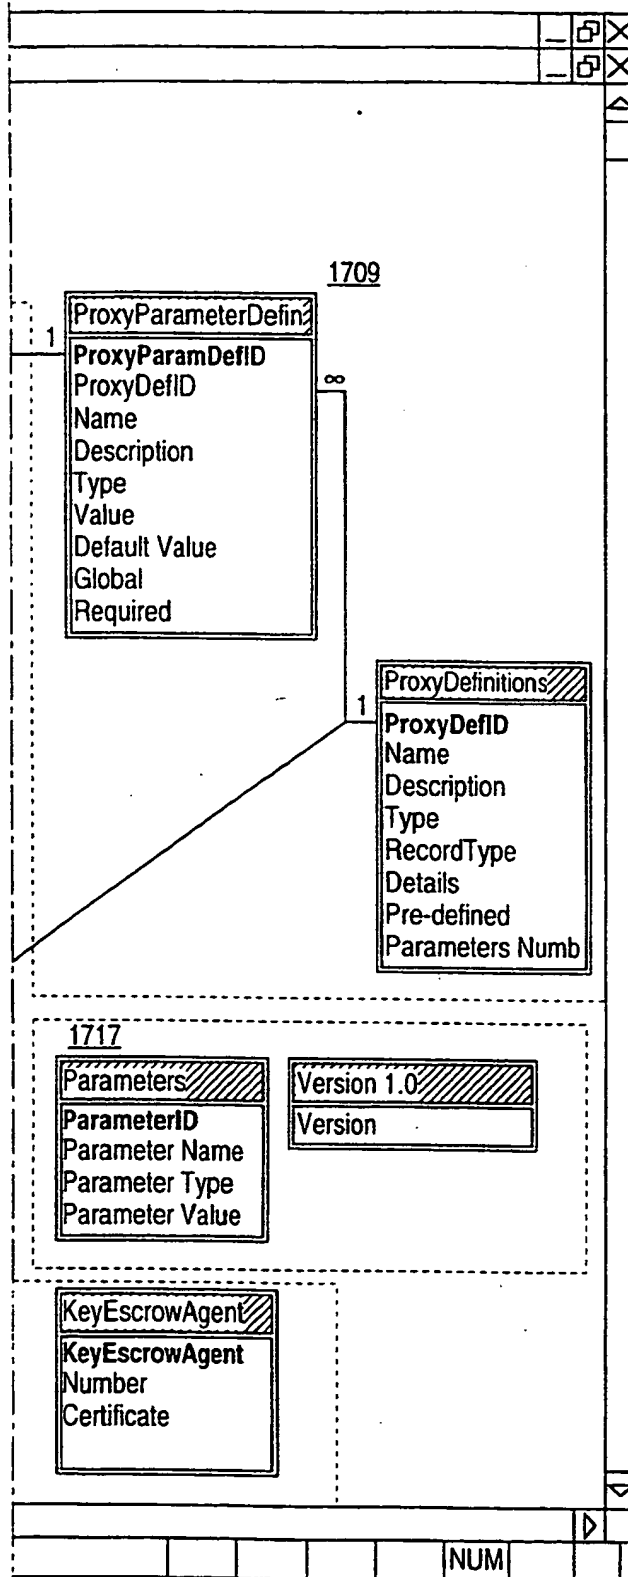 1709
ProxyParameterDefin
1
ProxyParamDefID
∞
ProxyDefID
Name
Description
Type
Value
Default Value
Global
Required
ProxyDefinitions
1
ProxyDefID
Name
Description
Type
RecordType
Details
Pre-defined
Parameters Numb
1717
Parameters
ParameterID
Parameter Name
Parameter Type
Parameter Value
Version 1.0
Version
KeyEscrowAgent
KeyEscrowAgent
Number
Certificate
NUM